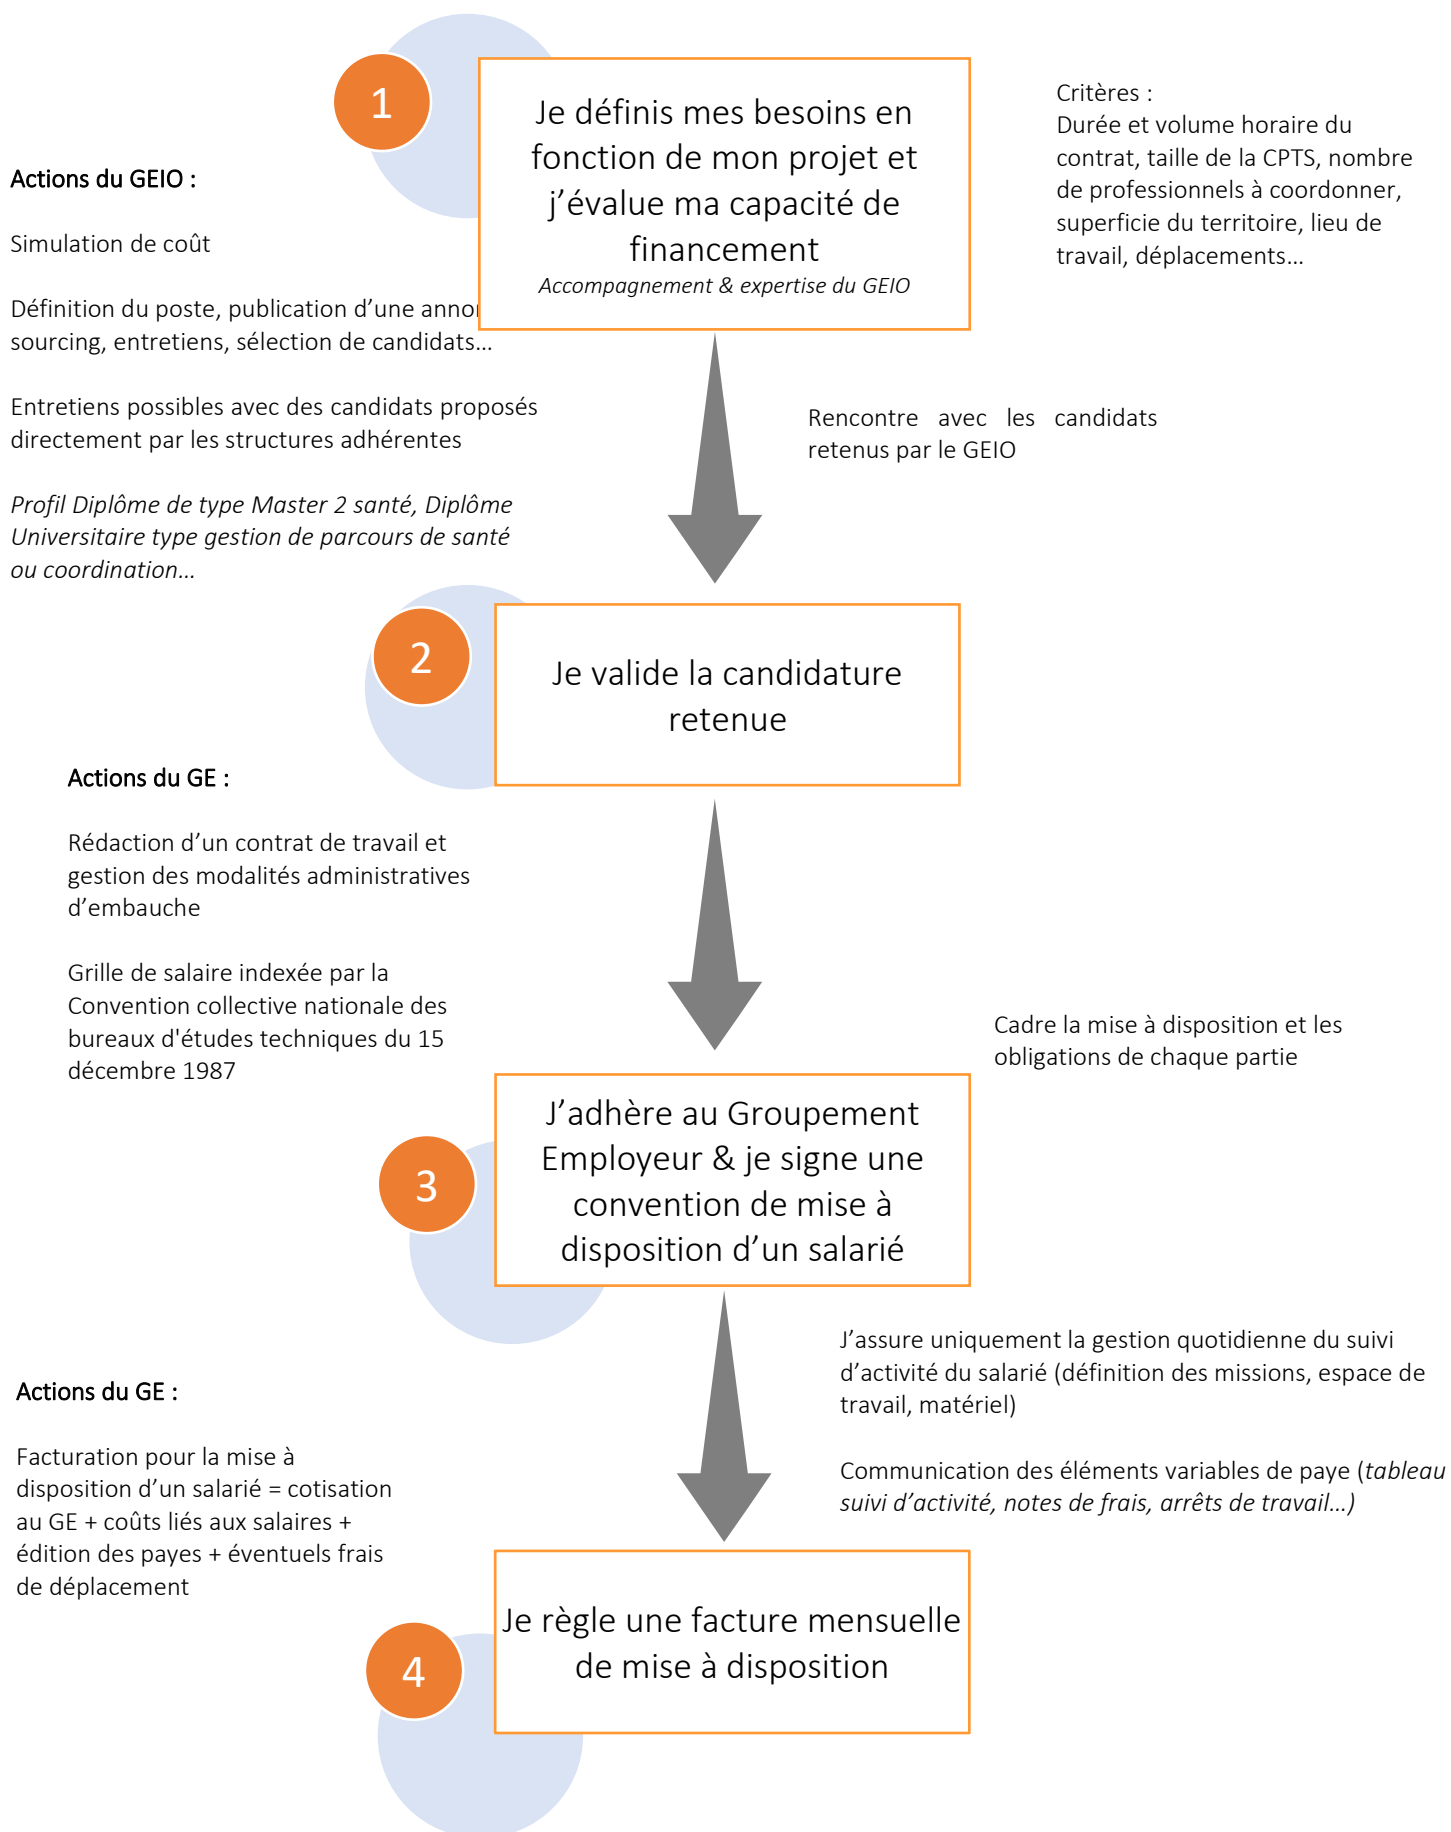 1
Je définis mes besoins en
fonction de mon projet et
j’évalue ma capacité de
financement
Accompagnement & expertise du GEIO
Critères :
Durée et volume horaire du
contrat, taille de la CPTS, nombre
de professionnels à coordonner,
superficie du territoire, lieu de
travail, déplacements…
Actions du GEIO :
Simulation de coût
Définition du poste, publication d’une
sourcing, entretiens, sélection de candidats…
Entretiens possibles avec des candidats proposés
directement par les structures adhérentes
Profil Diplôme de type Master 2 santé, Diplôme
Universitaire type gestion de parcours de santé
ou coordination…
Rencontre avec les candidats
retenus par le GEIO
2
Je valide la candidature
retenue
Actions du GE :
Rédaction d’un contrat de travail et
gestion des modalités administratives
d’embauche
Grille de salaire indexée par la
Convention collective nationale des
bureaux d'études techniques du 15
décembre 1987
Cadre la mise à disposition et les
obligations de chaque partie
3
J’adhère au Groupement
Employeur & je signe une
convention de mise à
disposition d’un salarié
J’assure uniquement la gestion quotidienne du suivi
d’activité du salarié (définition des missions, espace de
travail, matériel)
Communication des éléments variables de paye (tableau
suivi d’activité, notes de frais, arrêts de travail…)
Actions du GE :
Facturation pour la mise à
disposition d’un salarié = cotisation
au GE + coûts liés aux salaires +
édition des payes + éventuels frais
de déplacement
4
Je règle une facture mensuelle
de mise à disposition